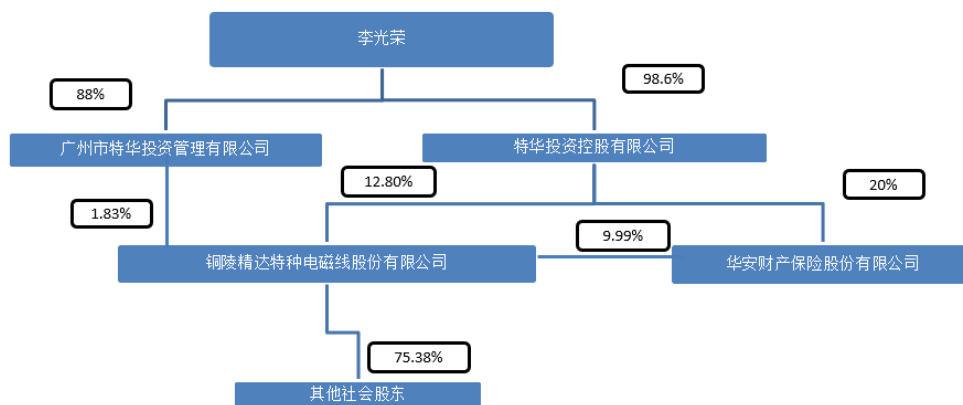 李光荣
88%
98.6%
广州市特华投资管理有限公司
特华投资控股有限公司
12.80%
20%
1.83%
9.99%
铜陵精达特种电磁线股份有限公司
华安财产保险股份有限公司
75.38%
其他社会股东